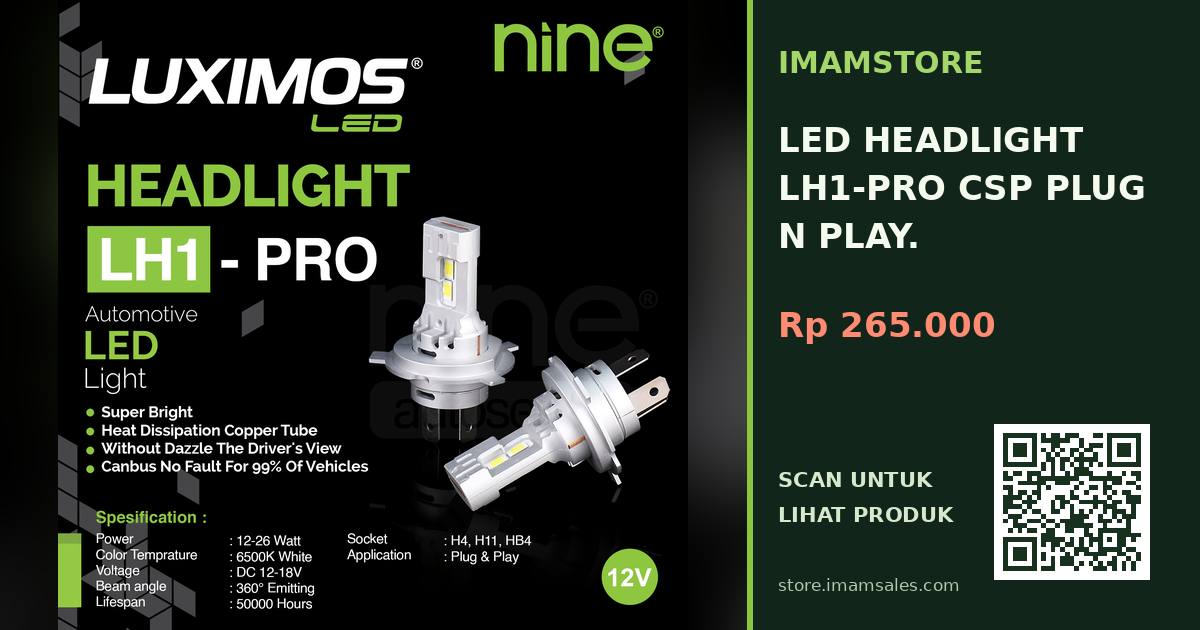 LUXIMOS®
LED
nine®
HEADLIGHT
LH1 - PRO
Automotive
LED
Light
Super Bright
Heat Dissipation Copper Tube
Without Dazzle The Driver's View
Canbus No Fault For 99% Of Vehicles
Spesification :
Power : 12-26 Watt
Color Temprature : 6500K White
Voltage : DC 12-18V
Beam angle : 360° Emitting
Lifespan : 50000 Hours
Socket : H4, H11, HB4
Application : Plug & Play
12V
nine®
IMAMSTORE
LED HEADLIGHT
LH1-PRO CSP PLUG
N PLAY.
Rp 265.000
SCAN UNTUK
LIHAT PRODUK
store.imamsales.com